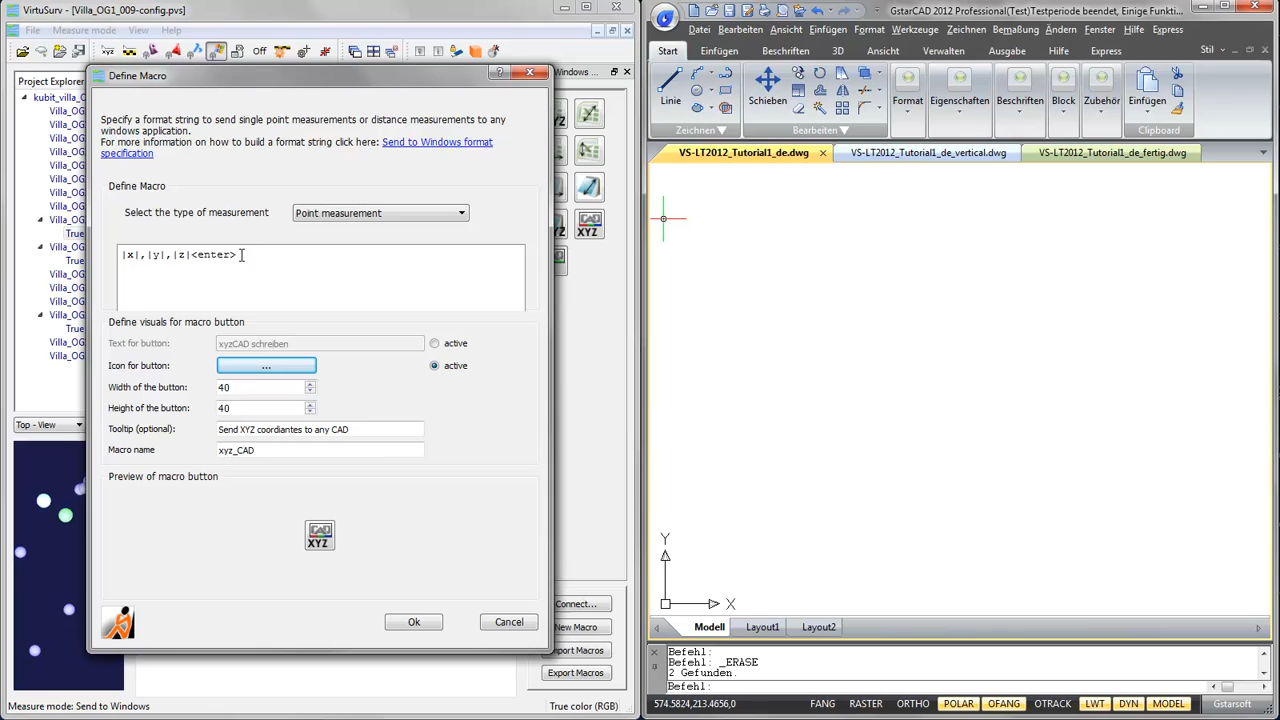 VirtuSurv - [Villa_OG1_009-config.pvs]
File Measure mode View
xyz Off
Project Explorer
kubit_villa_O
Villa_OG
Villa_OG
Villa_OG
Villa_OG
Villa_OG
Villa_OG
Villa_OG
True
Villa_OG
True
Villa_OG
Villa_OG
Villa_OG
True
Villa_OG
Top - View
Windows ...
XYZ
XYZ
Define Macro
Specify a format string to send single point measurements or distance measurements to any
windows application.
For more information on how to build a format string click here: Send to Windows format
specification
Define Macro
Select the type of measurement Point measurement
|x|,|y|,|z|<enter>
Define visuals for macro button
Text for button: xyzCAD schreiben active
Icon for button: ... active
Width of the button: 40
Height of the button: 40
Tooltip (optional): Send XYZ coordiantes to any CAD
Macro name xyz_CAD
Preview of macro button
CAD
XYZ
Ok Cancel
Connect...
New Macro
Export Macros
Export Macros
Measure mode: Send to Windows True color (RGB)
GstarCAD 2012 Professional(Test)Testperiode beendet, Einige Funkti
Datei Bearbeiten Ansicht Einfügen Format Werkzeuge Zeichnen Bemaßung Ändern Fenster Hilfe Express
Start Einfügen Beschriften 3D Ansicht Verwalten Ausgabe Hilfe Express Stil
Linie Schieben Format Eigenschaften Beschriften Block Zubehör Einfügen
Zeichnen Bearbeiten Clipboard
VS-LT2012_Tutorial1_de.dwg VS-LT2012_Tutorial1_de_vertical.dwg VS-LT2012_Tutorial1_de_fertig.dwg
Y
X
Modell Layout1 Layout2
Befehl:
Befehl: _ERASE
2 Gefunden.
Befehl:
574.5824,213.4656,0 FANG RASTER ORTHO POLAR OFANG OTRACK LWT DYN MODEL Gstarsoft